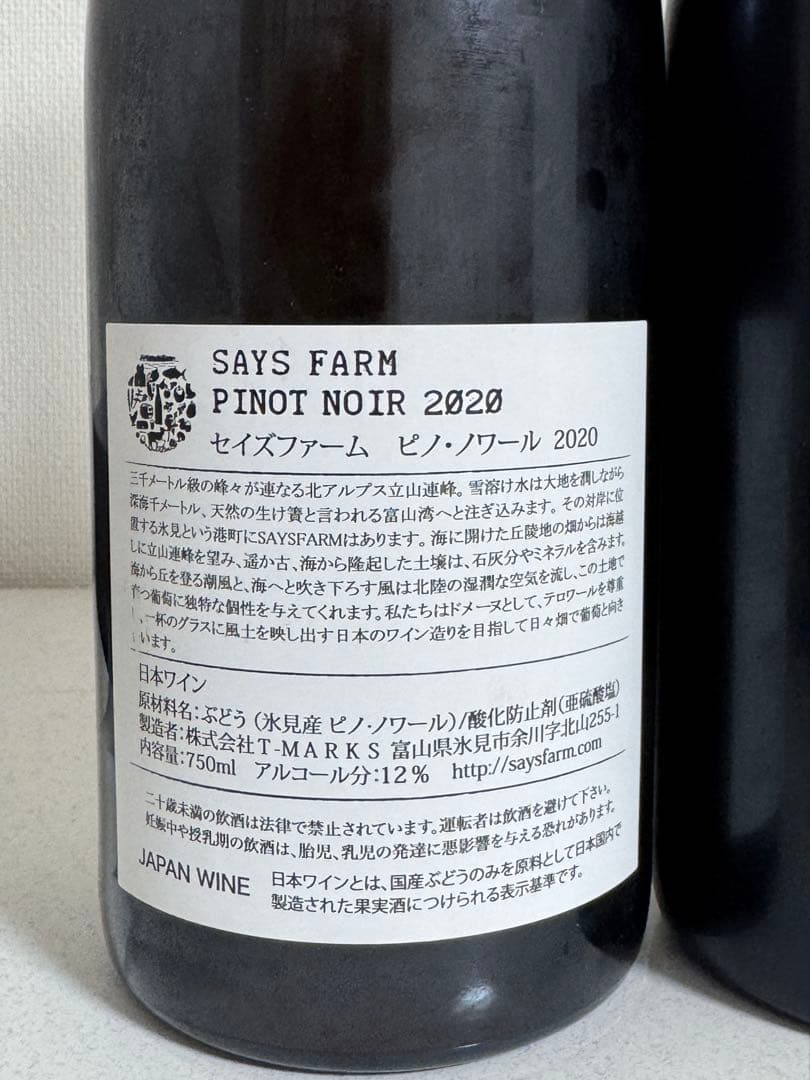 SAYS FARM
PINOT NOIR 2020
セイズファーム ピノ・ノワール 2020
三千メートル級の峰々が連なる北アルプス立山連峰。雪溶け水は大地を潤しながら
深海千メートル、天然の生け簀と言われる富山湾へと注ぎ込みます。その対岸に位
置する氷見という港町にSAYSFARMはあります。海に開けた丘陵地の畑からは海越
しに立山連峰を望み、遥か古、海から隆起した土壌は、石灰分やミネラルを含みます。
海から丘を登る潮風と、海へと吹き下ろす風は北陸の湿潤な空気を流し、この土地で
育つ葡萄に独特な個性を与えてくれます。私たちはドメーヌとして、テロワールを尊重
、一杯のグラスに風土を映し出す日本のワイン造りを目指して日々畑で葡萄と向き
います。
日本ワイン
原材料名：ぶどう（氷見産 ピノ・ノワール）/酸化防止剤（亜硫酸塩）
製造者：株式会社T-MARKS 富山県氷見市余川字北山255-1
内容量：750ml アルコール分：12% http://saysfarm.com
二十歳未満の飲酒は法律で禁止されています。運転者は飲酒を避けて下さい。
妊娠中や授乳期の飲酒は、胎児、乳児の発達に悪影響を与える恐れがあります。
JAPAN WINE 日本ワインとは、国産ぶどうのみを原料として日本国内で
製造された果実酒につけられる表示基準です。